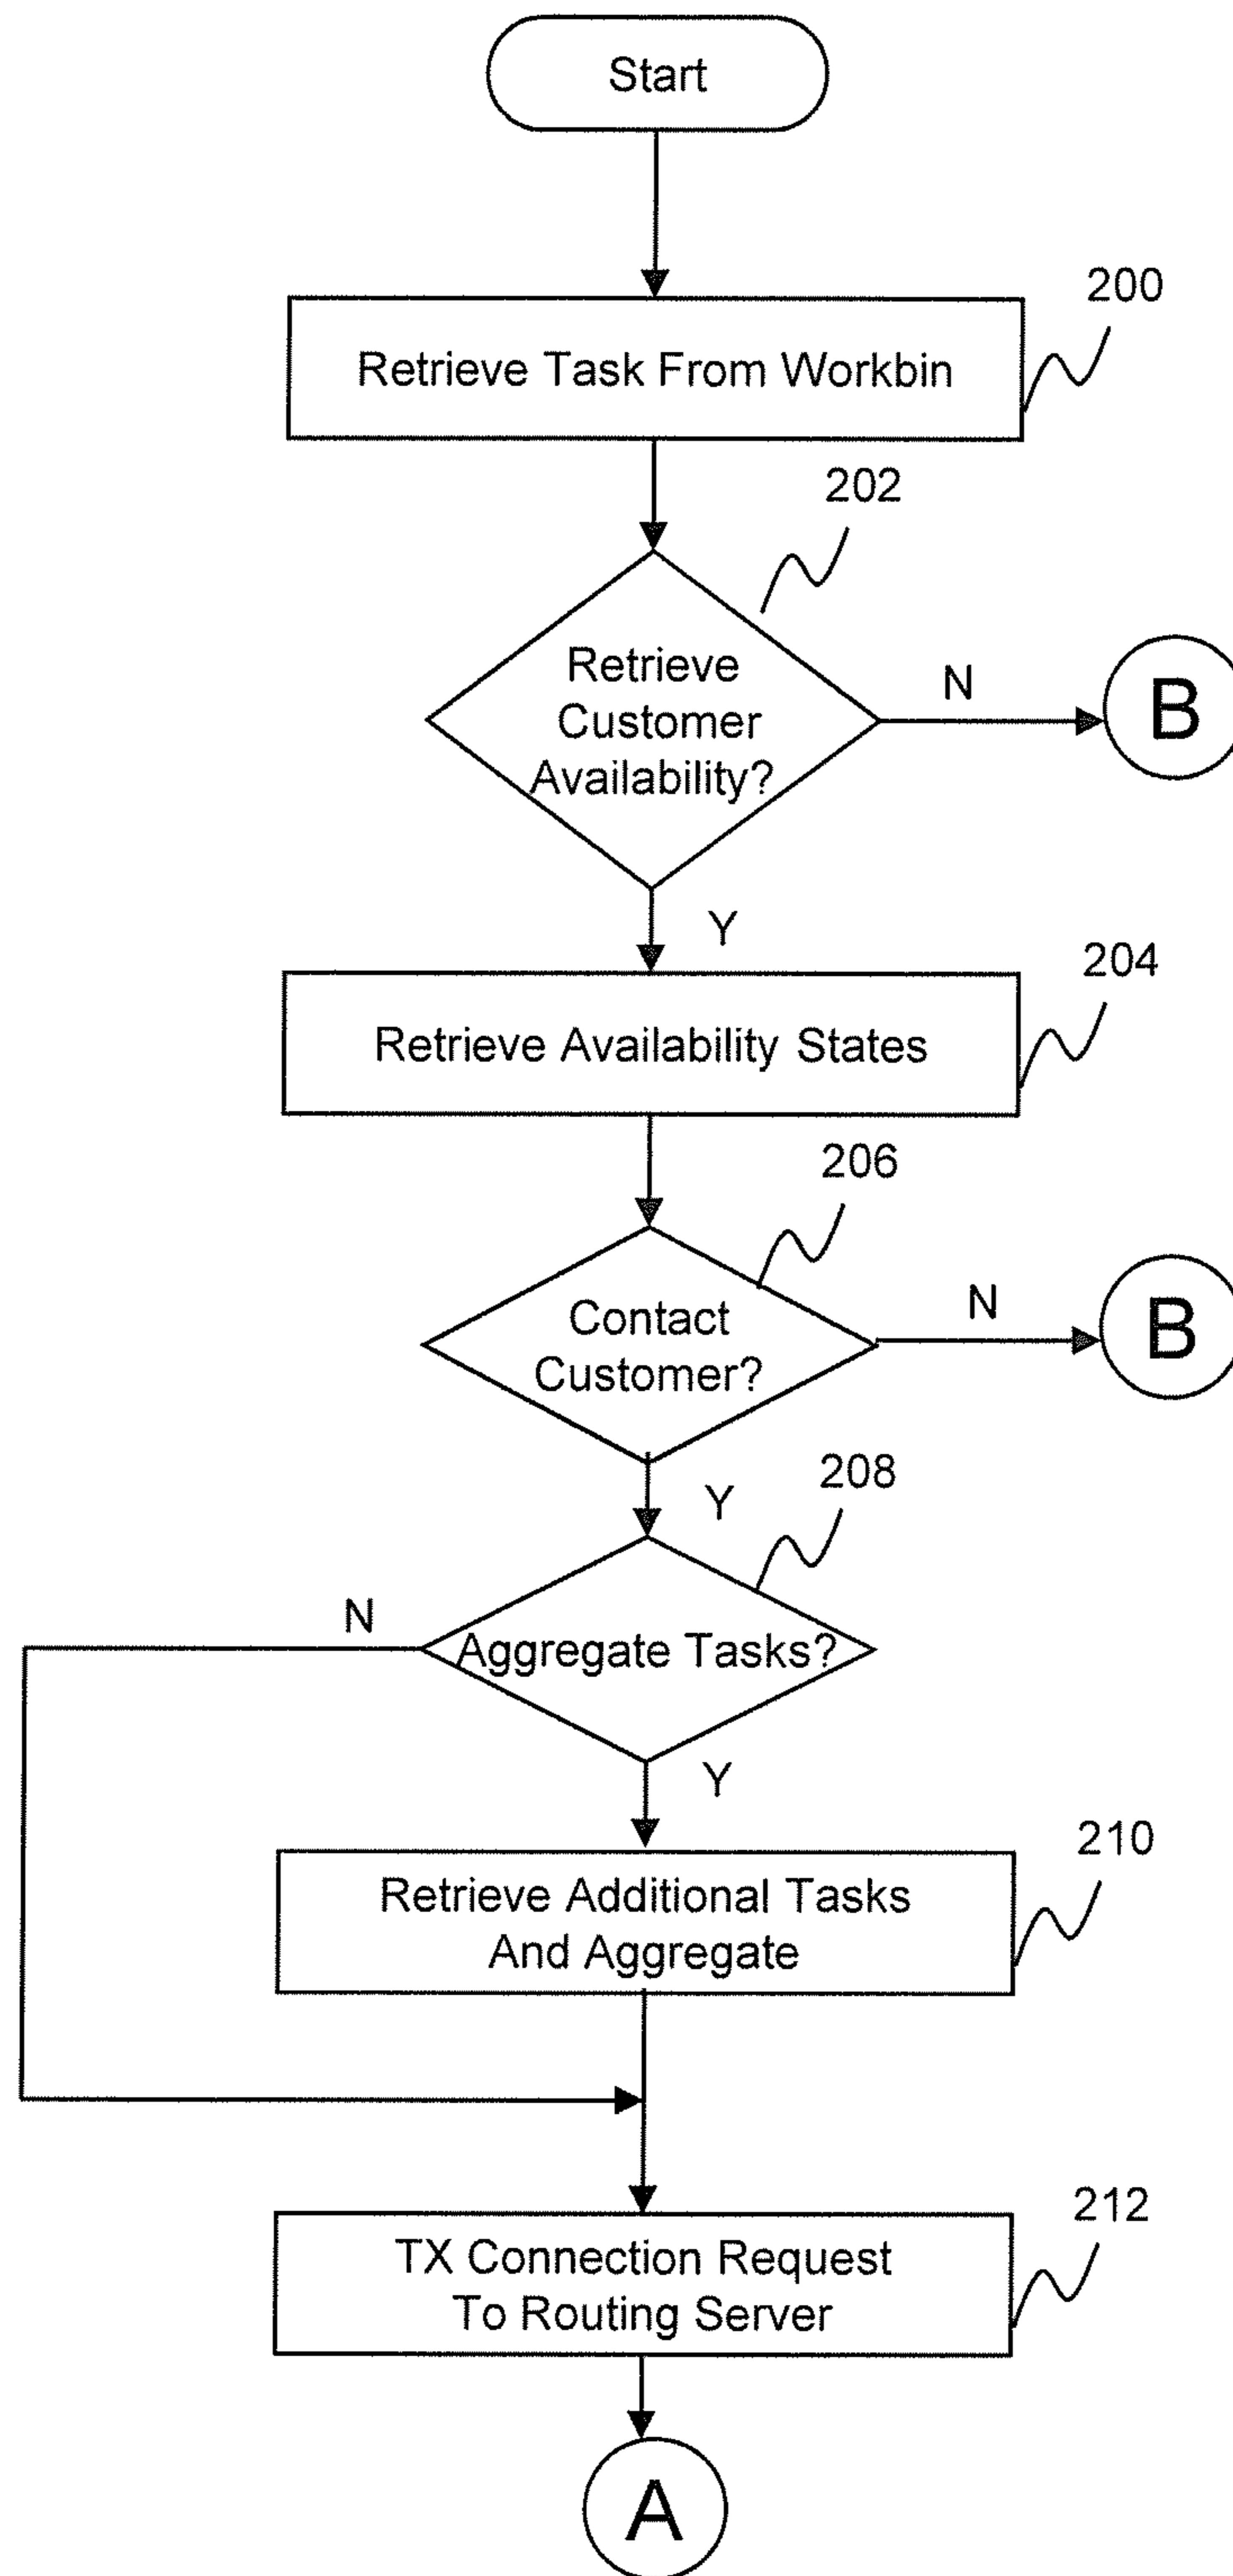 Start
200
Retrieve Task From Workbin
202
Retrieve
Customer
Availability?
N
B
Y
204
Retrieve Availability States
206
Contact
Customer?
N
B
Y
208
N
Aggregate Tasks?
Y
210
Retrieve Additional Tasks
And Aggregate
212
TX Connection Request
To Routing Server
A